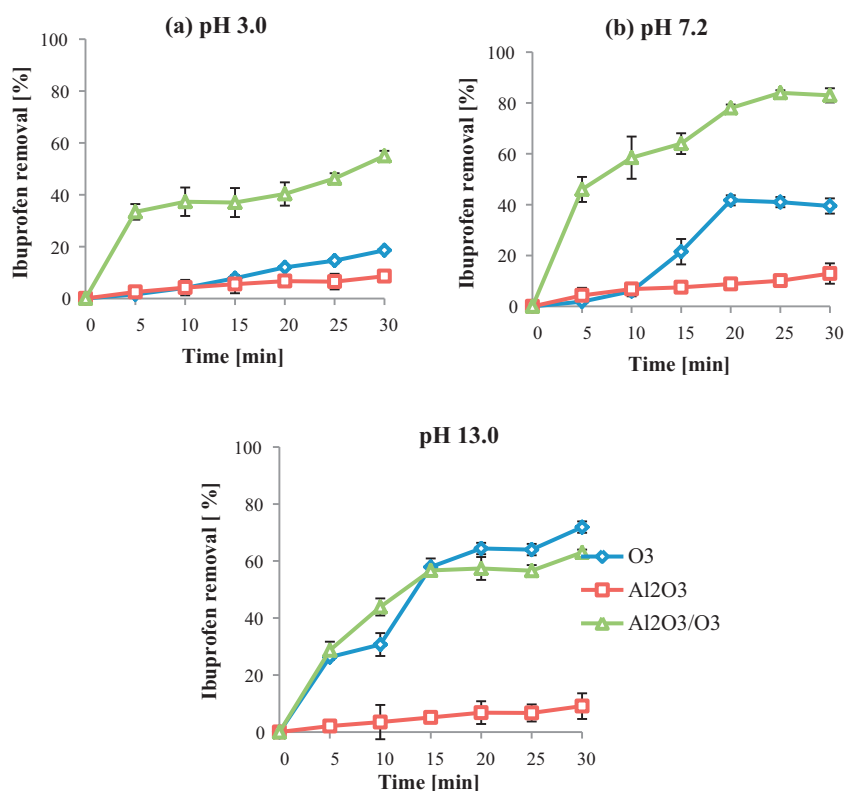 (a) pH 3.0
Ibuprofen removal [%]
100
80
60
40
20
0
0 5 10 15 20 25 30
Time [min]
(b) pH 7.2
Ibuprofen removal [%]
100
80
60
40
20
0
0 5 10 15 20 25 30
Time [min]
pH 13.0
Ibuprofen removal [ %]
100
80
60
40
20
0
0 5 10 15 20 25 30
Time [min]
O3
Al2O3
Al2O3/O3